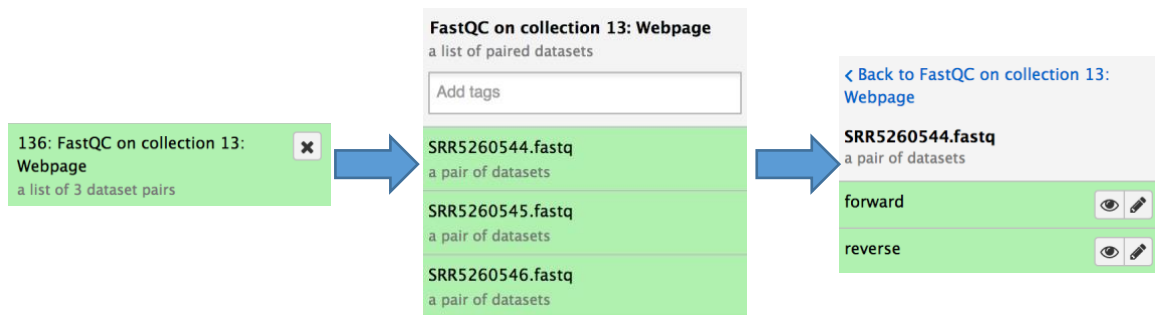 136: FastQC on collection 13:
Webpage
a list of 3 dataset pairs
FastQC on collection 13: Webpage
a list of paired datasets
Add tags
SRR5260544.fastq
a pair of datasets
SRR5260545.fastq
a pair of datasets
SRR5260546.fastq
a pair of datasets
< Back to FastQC on collection 13:
Webpage
SRR5260544.fastq
a pair of datasets
forward
reverse